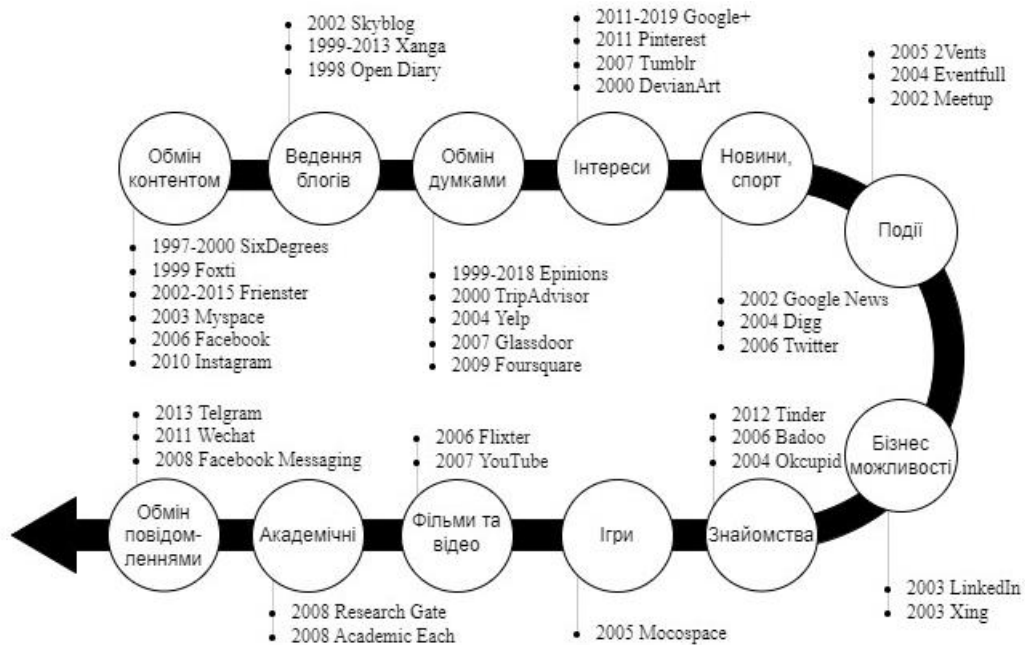 2002 Skyblog
1999-2013 Xanga
1998 Open Diary
2011-2019 Google+
2011 Pinterest
2007 Tumblr
2000 DevianArt
2005 2Vents
2004 Eventfull
2002 Meetup
Обмін
контентом
Ведення
блогів
Обмін
думками
Інтереси
Новини,
спорт
Події
1997-2000 SixDegrees
1999 Foxti
2002-2015 Frienster
2003 Myspace
2006 Facebook
2010 Instagram
1999-2018 Epinions
2000 TripAdvisor
2004 Yelp
2007 Glassdoor
2009 Foursquare
2002 Google News
2004 Digg
2006 Twitter
Бізнес
можливості
2003 LinkedIn
2003 Xing
2012 Tinder
2006 Badoo
2004 Okcupid
Знайомства
Ігри
2005 Mocospace
2006 Flixter
2007 YouTube
Фільми та
відео
Академічні
2008 Research Gate
2008 Academic Each
2013 Telgram
2011 Wechat
2008 Facebook Messaging
Обмін
повідом-
леннями